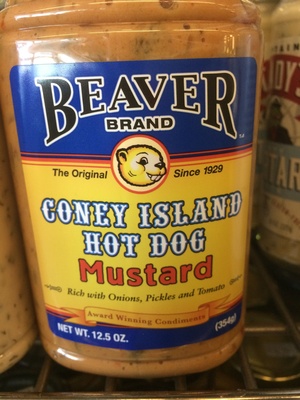 BEAVER
BRAND
The Original Since 1929
CONEY ISLAND
HOT DOG
Mustard
Rich with Onions, Pickles and Tomato
Award Winning Condiments
NET WT. 12.5 OZ. (354g)